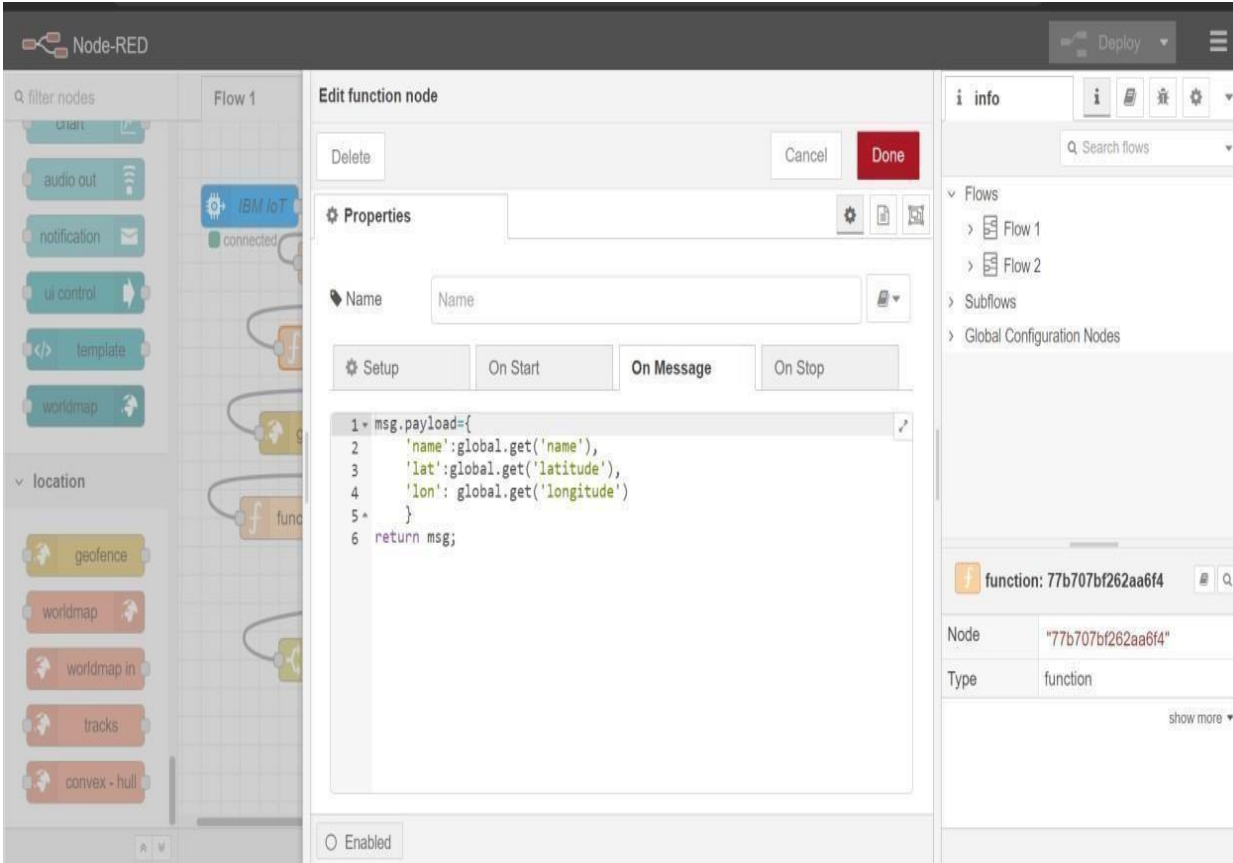 Node-RED
Deploy
filter nodes
chart
audio out
notification
ui control
template
worldmap
location
geofence
worldmap
worldmap in
tracks
convex - hull
Flow 1
IBM IoT
connected
g
func
Edit function node
Delete
Cancel
Done
Properties
Name
Name
Setup
On Start
On Message
On Stop
1 msg.payload={
2 'name':global.get('name'),
3 'lat':global.get('latitude'),
4 'lon': global.get('longitude')
5 }
6 return msg;
Enabled
i info
i
Search flows
Flows
Flow 1
Flow 2
Subflows
Global Configuration Nodes
function: 77b707bf262aa6f4
Node "77b707bf262aa6f4"
Type function
show more